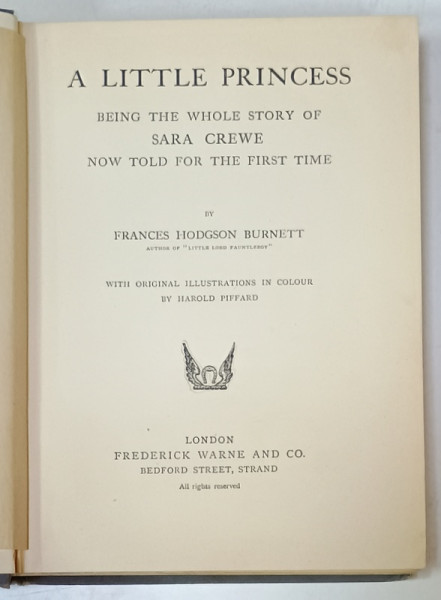 A LITTLE PRINCESS
BEING THE WHOLE STORY OF
SARA CREWE
NOW TOLD FOR THE FIRST TIME
BY
FRANCES HODGSON BURNETT
AUTHOR OF "LITTLE LORD FAUNTLEROY"
WITH ORIGINAL ILLUSTRATIONS IN COLOUR
BY HAROLD PIFFARD
LONDON
FREDERICK WARNE AND CO.
BEDFORD STREET, STRAND
All rights reserved